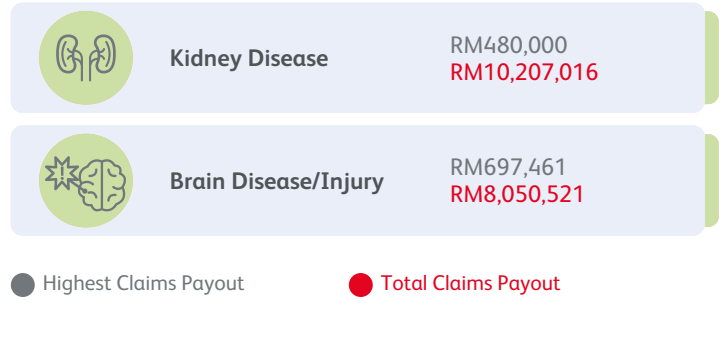 Kidney Disease
RM480,000
RM10,207,016
Brain Disease/Injury
RM697,461
RM8,050,521
Highest Claims Payout
Total Claims Payout